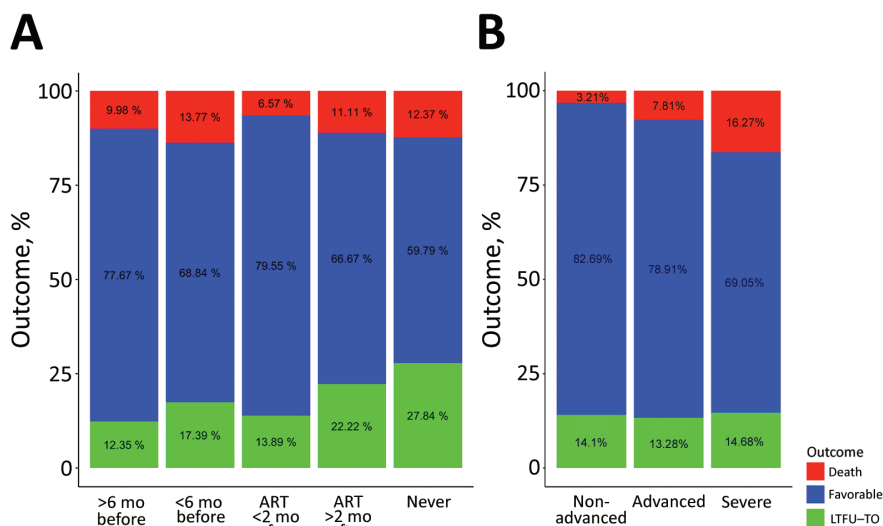 A
B
Outcome, %
100
75
50
25
0
9.98 %
13.77 %
6.57 %
11.11 %
12.37 %
77.67 %
68.84 %
79.55 %
66.67 %
59.79 %
12.35 %
17.39 %
13.89 %
22.22 %
27.84 %
>6 mo
before
<6 mo
before
ART
<2 mo
ART
>2 mo
Never
Outcome, %
100
75
50
25
0
3.21%
7.81%
16.27%
82.69%
78.91%
69.05%
14.1%
13.28%
14.68%
Non-
advanced
Advanced
Severe
Outcome
Death
Favorable
LTFU–TO